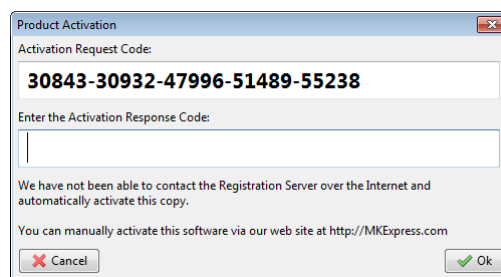 Product Activation
Activation Request Code:
30843-30932-47996-51489-55238
Enter the Activation Response Code:
We have not been able to contact the Registration Server over the Internet and
automatically activate this copy.
You can manually activate this software via our web site at http://MKExpress.com
Cancel
Ok